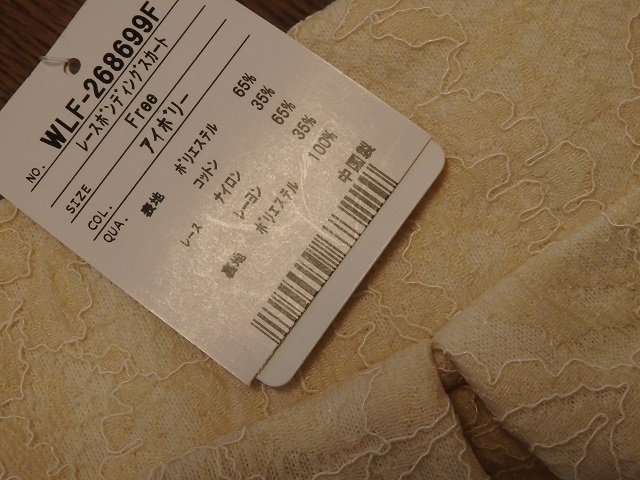 NO. WLF-268699F
レースボンディングスカート
SIZE Free
COL. アイボリー
QUA. 表地 ポリエステル 65%
コットン 35%
レース ナイロン 65%
レーヨン 35%
裏地 ポリエステル 100%
中国製